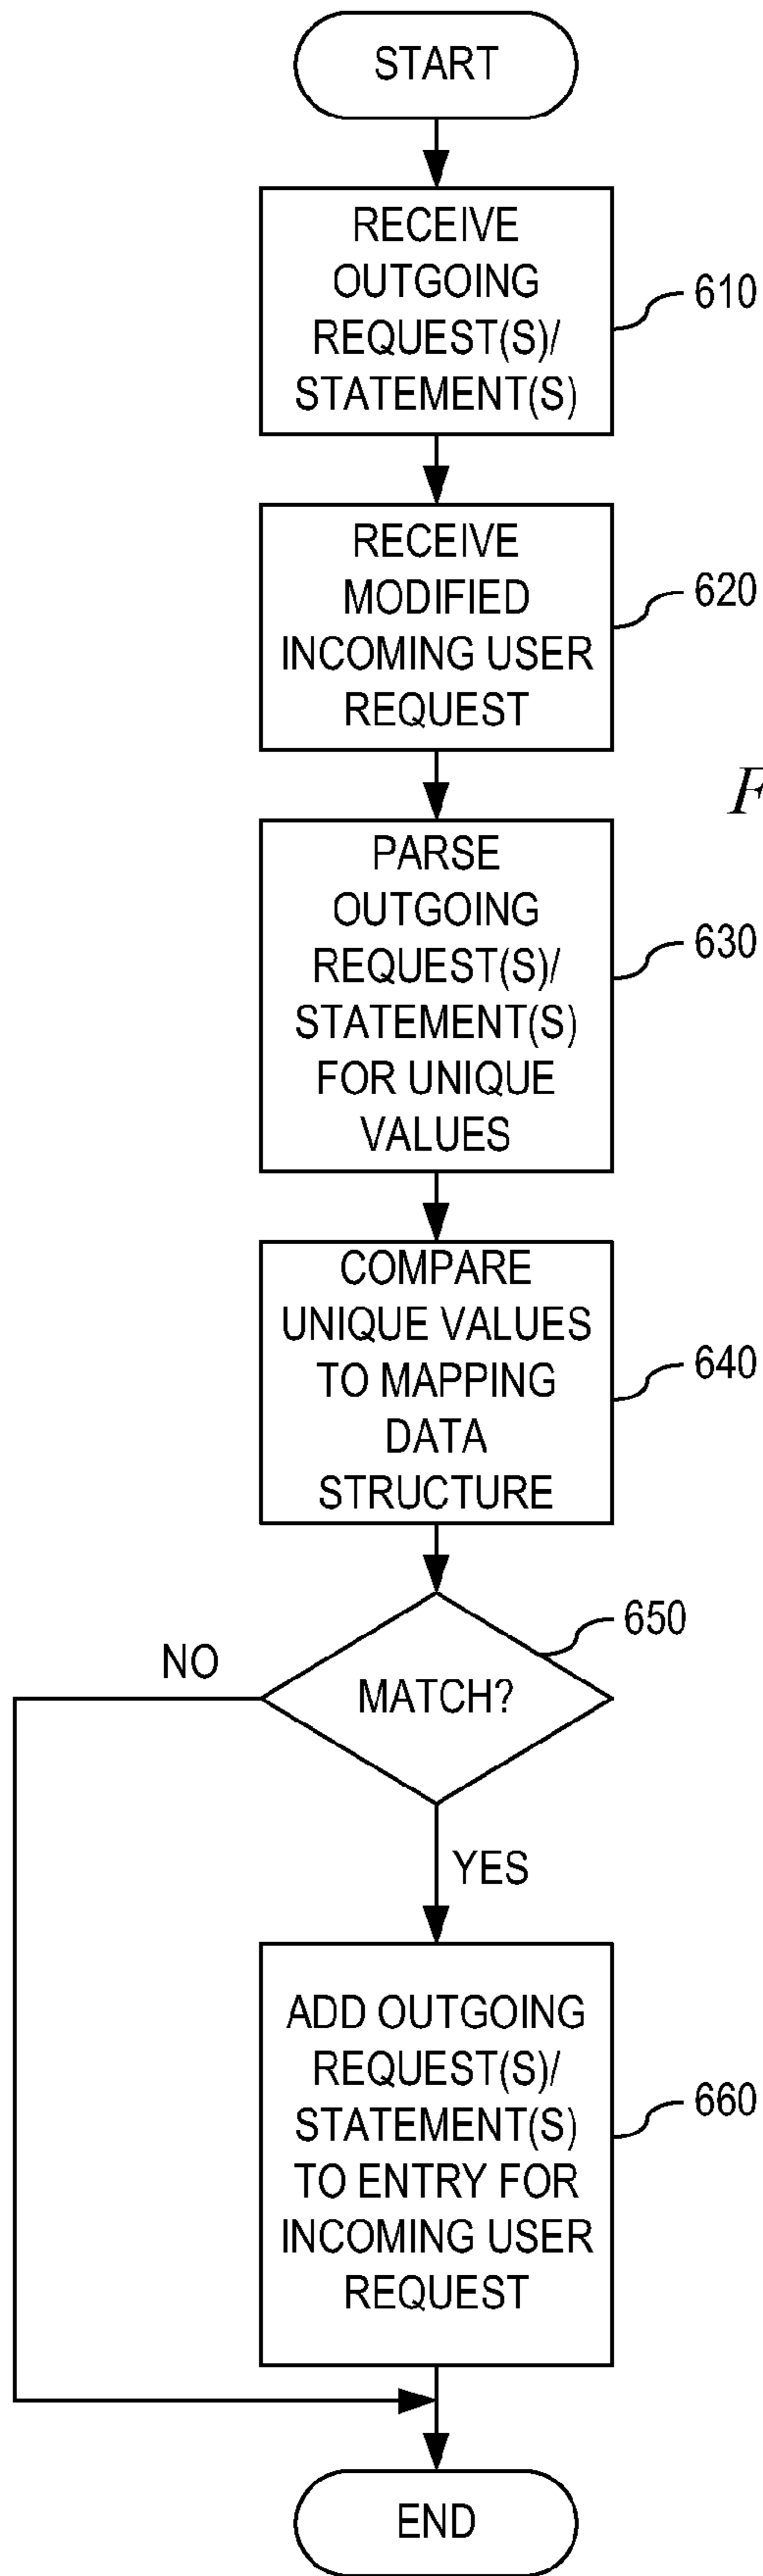 START
RECEIVE
OUTGOING
REQUEST(S)/
STATEMENT(S)
610
RECEIVE
MODIFIED
INCOMING USER
REQUEST
620
F
PARSE
OUTGOING
REQUEST(S)/
STATEMENT(S)
FOR UNIQUE
VALUES
630
COMPARE
UNIQUE VALUES
TO MAPPING
DATA
STRUCTURE
640
MATCH?
650
NO
YES
ADD OUTGOING
REQUEST(S)/
STATEMENT(S)
TO ENTRY FOR
INCOMING USER
REQUEST
660
END